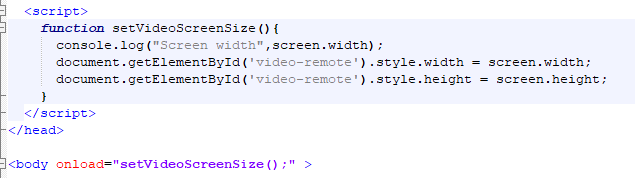 <script>
function setVideoScreenSize(){
console.log("Screen width",screen.width);
document.getElementById('video-remote').style.width = screen.width;
document.getElementById('video-remote').style.height = screen.height;
}
</script>
</head>
<body onload="setVideoScreenSize();" >